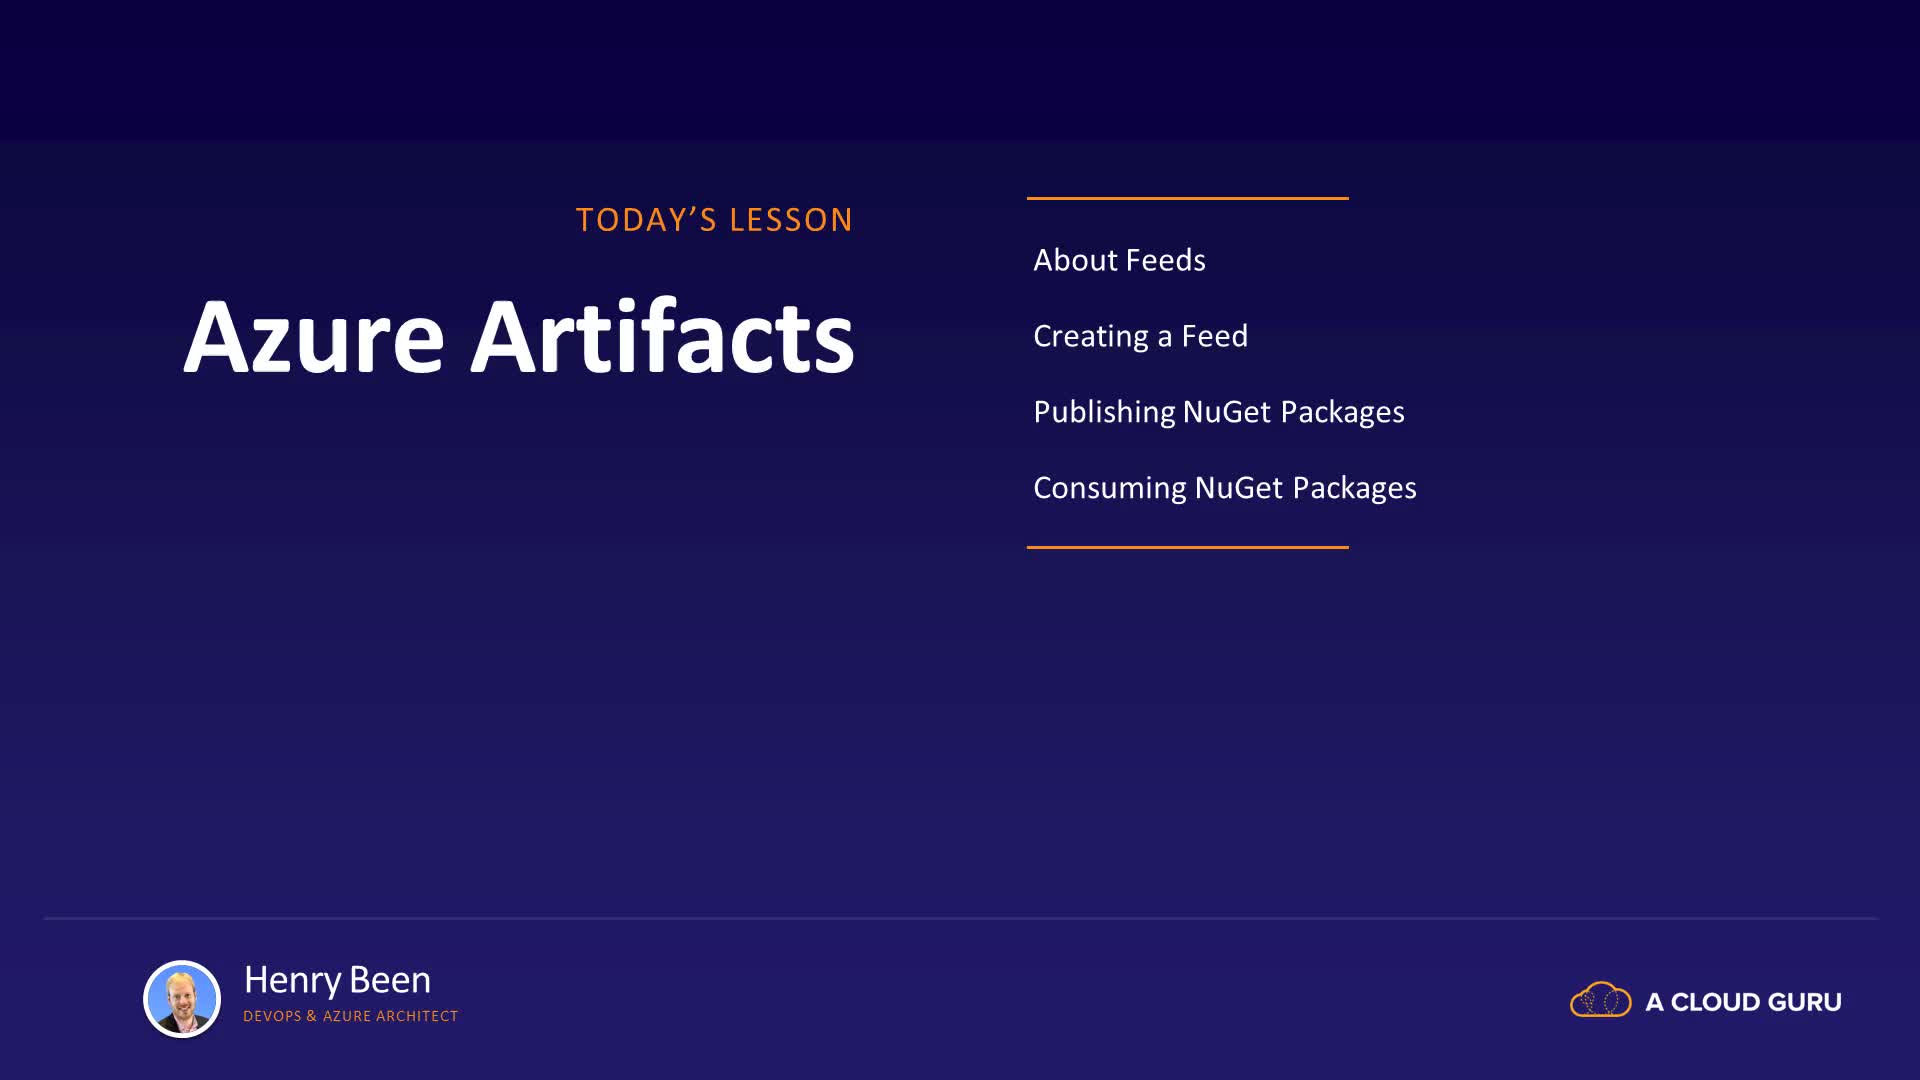 TODAY’S LESSON
Azure Artifacts
About Feeds
Creating a Feed
Publishing NuGet Packages
Consuming NuGet Packages
Henry Been
DEVOPS & AZURE ARCHITECT
A CLOUD GURU